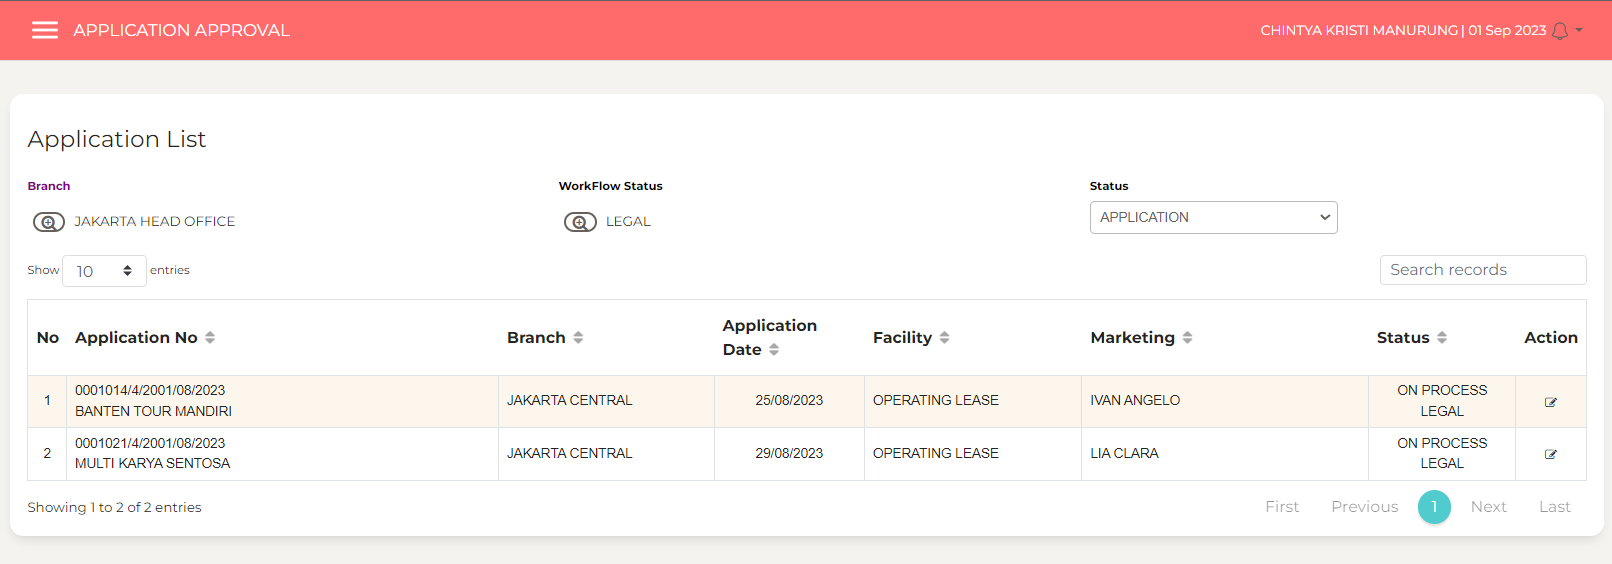 APPLICATION APPROVAL
CHINTYA KRISTI MANURUNG | 01 Sep 2023
Application List
Branch
WorkFlow Status
Status
JAKARTA HEAD OFFICE
LEGAL
APPLICATION
Show 10 entries
Search records
No
Application No
Branch
Application
Date
Facility
Marketing
Status
Action
1
0001014/4/2001/08/2023
BANTEN TOUR MANDIRI
JAKARTA CENTRAL
25/08/2023
OPERATING LEASE
IVAN ANGELO
ON PROCESS
LEGAL
2
0001021/4/2001/08/2023
MULTI KARYA SENTOSA
JAKARTA CENTRAL
29/08/2023
OPERATING LEASE
LIA CLARA
ON PROCESS
LEGAL
Showing 1 to 2 of 2 entries
First Previous 1 Next Last